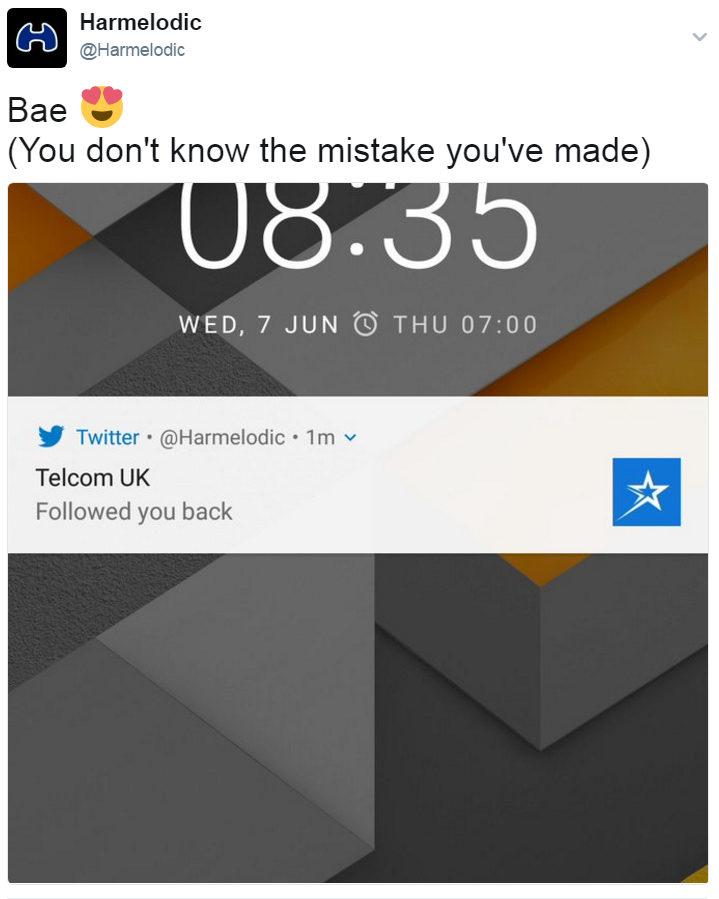 Harmelodic
@Harmelodic
Bae 😍
(You don't know the mistake you've made)
08:35
WED, 7 JUN THU 07:00
Twitter • @Harmelodic • 1m
Telcom UK
Followed you back